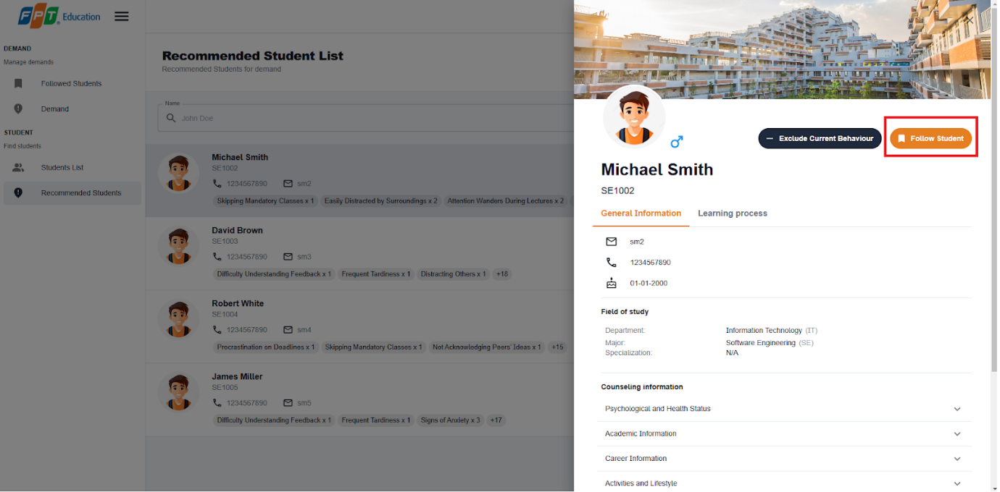 FPT Education
DEMAND
Manage demands
Followed Students
Demand
STUDENT
Find students
Students List
Recommended Students
Recommended Student List
Recommended Students for demand
Name
John Doe
Michael Smith
SE1002
1234567890 sm2
Skipping Mandatory Classes x 1 Easily Distracted by Surroundings x 2 Attention Wanders During Lectures x 2
David Brown
SE1003
1234567890 sm3
Difficulty Understanding Feedback x 1 Frequent Tardiness x 1 Distracting Others x 1 +18
Robert White
SE1004
1234567890 sm4
Procrastination on Deadlines x 1 Skipping Mandatory Classes x 1 Not Acknowledging Peers' Ideas x 1 +15
James Miller
SE1005
1234567890 sm5
Difficulty Understanding Feedback x 1 Frequent Tardiness x 1 Signs of Anxiety x 3 +17
Exclude Current Behaviour Follow Student
Michael Smith
SE1002
General Information Learning process
sm2
1234567890
01-01-2000
Field of study
Department: Information Technology (IT)
Major: Software Engineering (SE)
Specialization: N/A
Counseling information
Psychological and Health Status
Academic Information
Career Information
Activities and Lifestyle